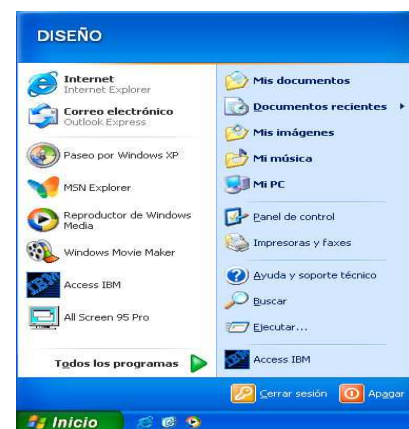 DISEÑO
Internet
Internet Explorer
Correo electrónico
Outlook Express
Paseo por Windows XP
MSN Explorer
Reproductor de Windows
Media
Windows Movie Maker
Access IBM
All Screen 95 Pro
Todos los programas
Mis documentos
Documentos recientes
Mis imágenes
Mi música
Mi PC
Panel de control
Impresoras y faxes
Ayuda y soporte técnico
Buscar
Ejecutar...
Access IBM
Cerrar sesión
Apagar
Inicio